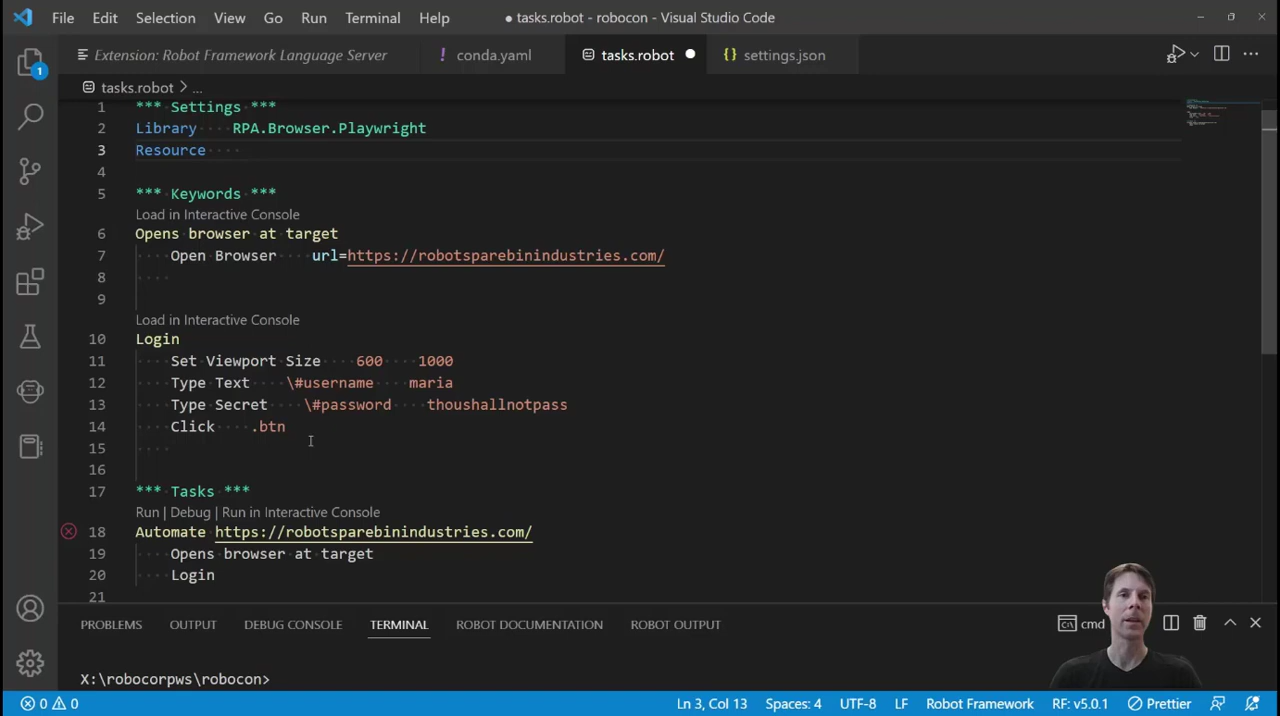 File Edit Selection View Go Run Terminal Help ● tasks.robot - robocon - Visual Studio Code
Extension: Robot Framework Language Server ! conda.yaml tasks.robot ● {} settings.json
tasks.robot > ...
1 *** Settings ***
2 Library RPA.Browser.Playwright
3 Resource
4
5 *** Keywords ***
Load in Interactive Console
6 Opens browser at target
7 Open Browser url=https://robotsparebinindustries.com/
8
9
Load in Interactive Console
10 Login
11 Set Viewport Size 600 1000
12 Type Text \#username maria
13 Type Secret \#password thoushallnotpass
14 Click .btn
15
16
17 *** Tasks ***
Run | Debug | Run in Interactive Console
18 Automate https://robotsparebinindustries.com/
19 Opens browser at target
20 Login
21
PROBLEMS OUTPUT DEBUG CONSOLE TERMINAL ROBOT DOCUMENTATION ROBOT OUTPUT cmd
X:\robocorpws\robocon>
0 0 Ln 3, Col 13 Spaces: 4 UTF-8 LF Robot Framework RF: v5.0.1 Prettier
1